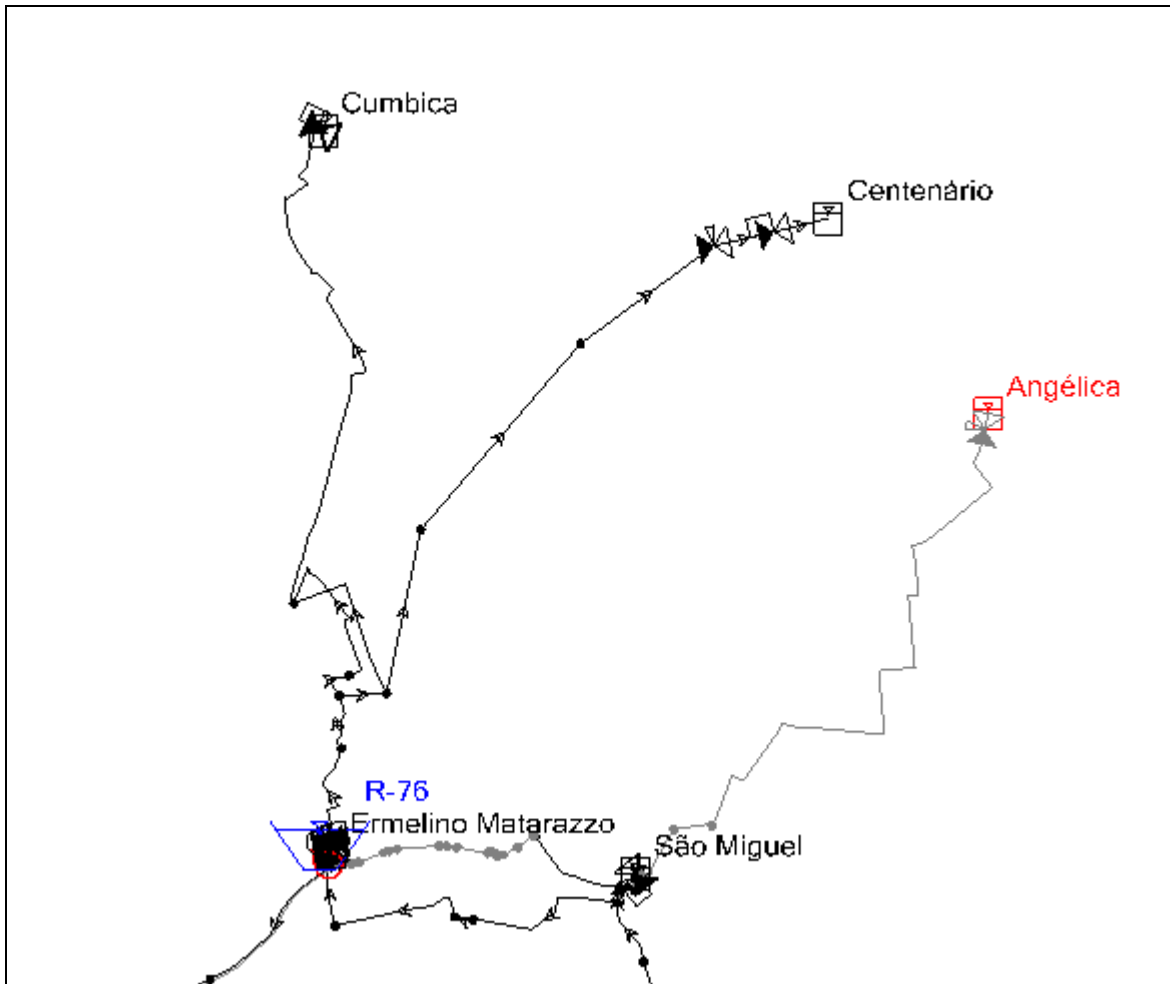 Cumbica
Centenário
Angélica
R-76
Ermelino Matarazzo
São Miguel